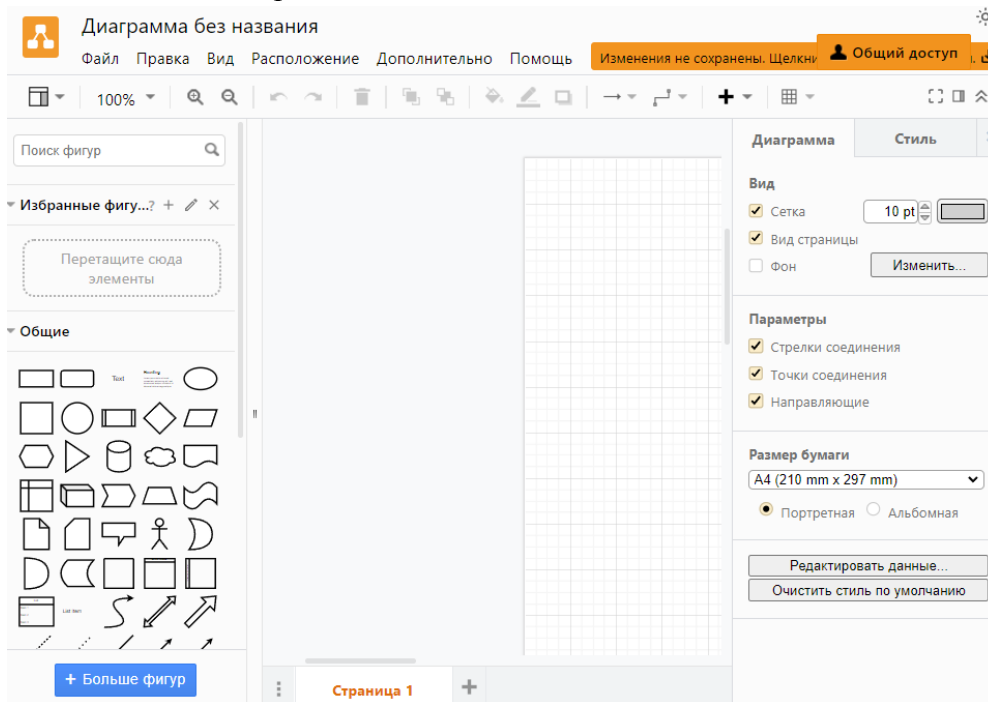 Диаграмма без названия
Файл Правка Вид Расположение Дополнительно Помощь
Изменения не сохранены. Щелкни
Общий доступ
100%
Поиск фигур
Избранные фигу...? + ×
Перетащите сюда
элементы
Общие
Text
Heading
List Item
+ Больше фигур
Страница 1
Диаграмма Стиль
Вид
Сетка 10 pt
Вид страницы
Фон Изменить...
Параметры
Стрелки соединения
Точки соединения
Направляющие
Размер бумаги
A4 (210 mm x 297 mm)
Портретная Альбомная
Редактировать данные...
Очистить стиль по умолчанию